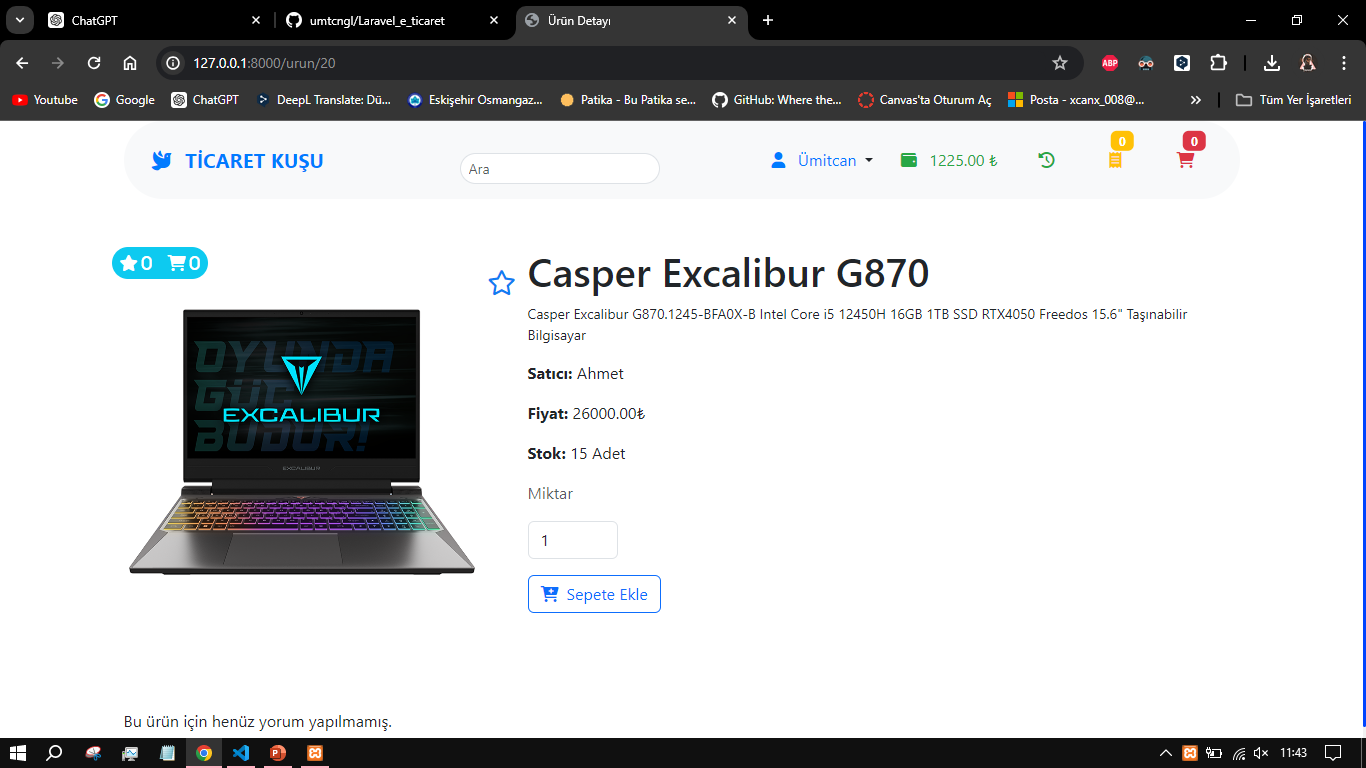 ChatGPT
umtcngl/Laravel_e_ticaret
Ürün Detayı
127.0.0.1:8000/urun/20
ABP
Youtube
Google
ChatGPT
DeepL Translate: Dü...
Eskişehir Osmangaz...
Patika - Bu Patika se...
GitHub: Where the...
Canvas'ta Oturum Aç
Posta - xcanx_008@...
Tüm Yer İşaretleri
TİCARET KUŞU
Ara
Ümitcan
1225.00 ₺
0
0
0
0
Casper Excalibur G870
Casper Excalibur G870.1245-BFA0X-B Intel Core i5 12450H 16GB 1TB SSD RTX4050 Freedos 15.6" Taşınabilir
Bilgisayar
OYUNDA
GÜÇ
BUDUR!
EXCALIBUR
EXCALIBUR
Satıcı: Ahmet
Fiyat: 26000.00₺
Stok: 15 Adet
Miktar
1
Sepete Ekle
Bu ürün için henüz yorum yapılmamış.
11:43